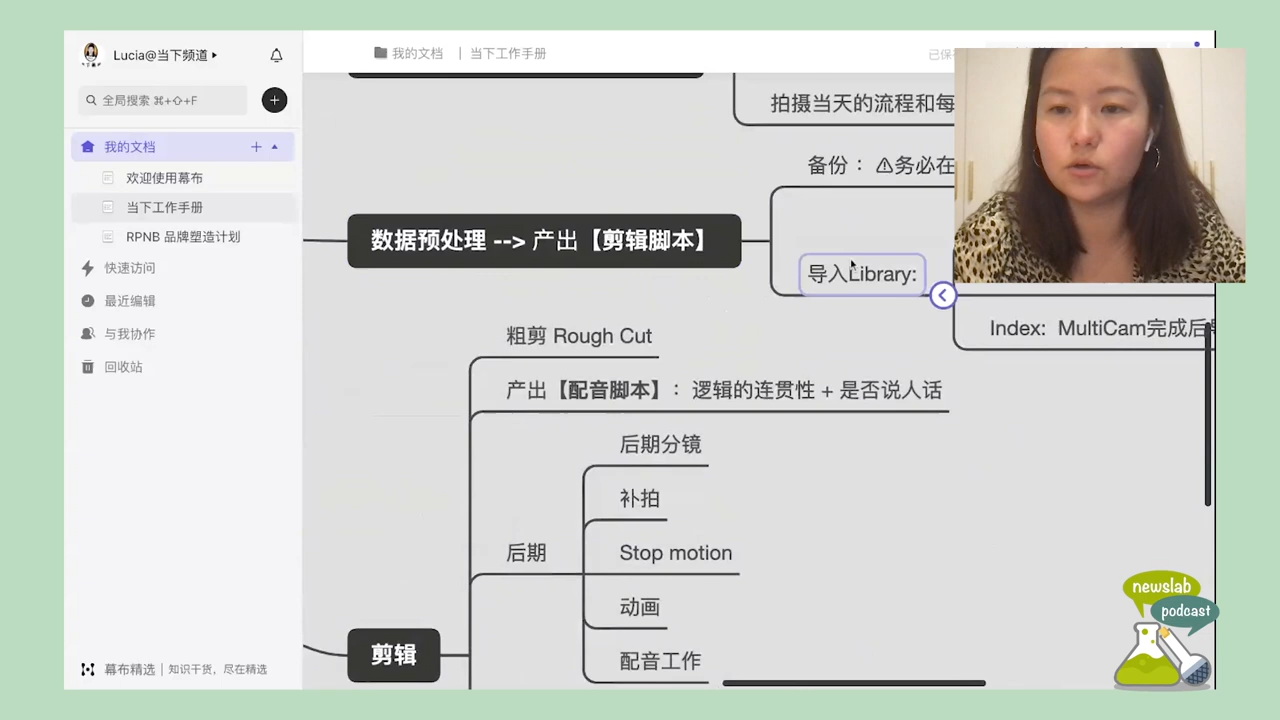 Lucia@当下频道
全局搜索 ⌘+⇧+F
我的文档
欢迎使用幕布
当下工作手册
RPNB 品牌塑造计划
快速访问
最近编辑
与我协作
回收站
幕布精选 | 知识干货，尽在精选
我的文档 | 当下工作手册
已保
拍摄当天的流程和每
备份：⚠务必在
数据预处理 --> 产出【剪辑脚本】
导入Library:
Index: MultiCam完成后
粗剪 Rough Cut
产出【配音脚本】：逻辑的连贯性 + 是否说人话
后期分镜
补拍
后期
Stop motion
动画
剪辑
配音工作
newslab
podcast